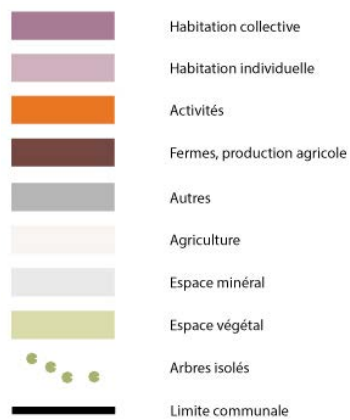 Habitation collective
Habitation individuelle
Activités
Fermes, production agricole
Autres
Agriculture
Espace minéral
Espace végétal
Arbres isolés
Limite communale